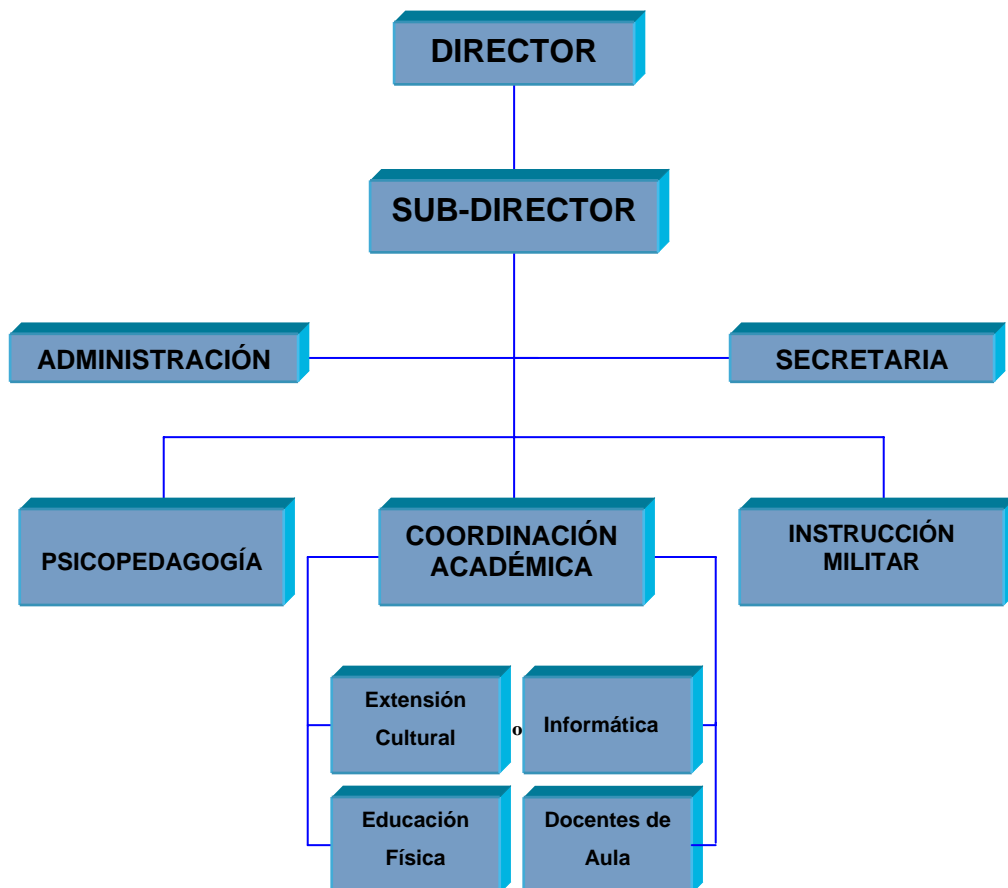 DIRECTOR
SUB-DIRECTOR
ADMINISTRACIÓN
SECRETARIA
PSICOPEDAGOGÍA
COORDINACIÓN
ACADÉMICA
INSTRUCCIÓN
MILITAR
Extensión
Cultural
o
Informática
Educación
Física
Docentes de
Aula